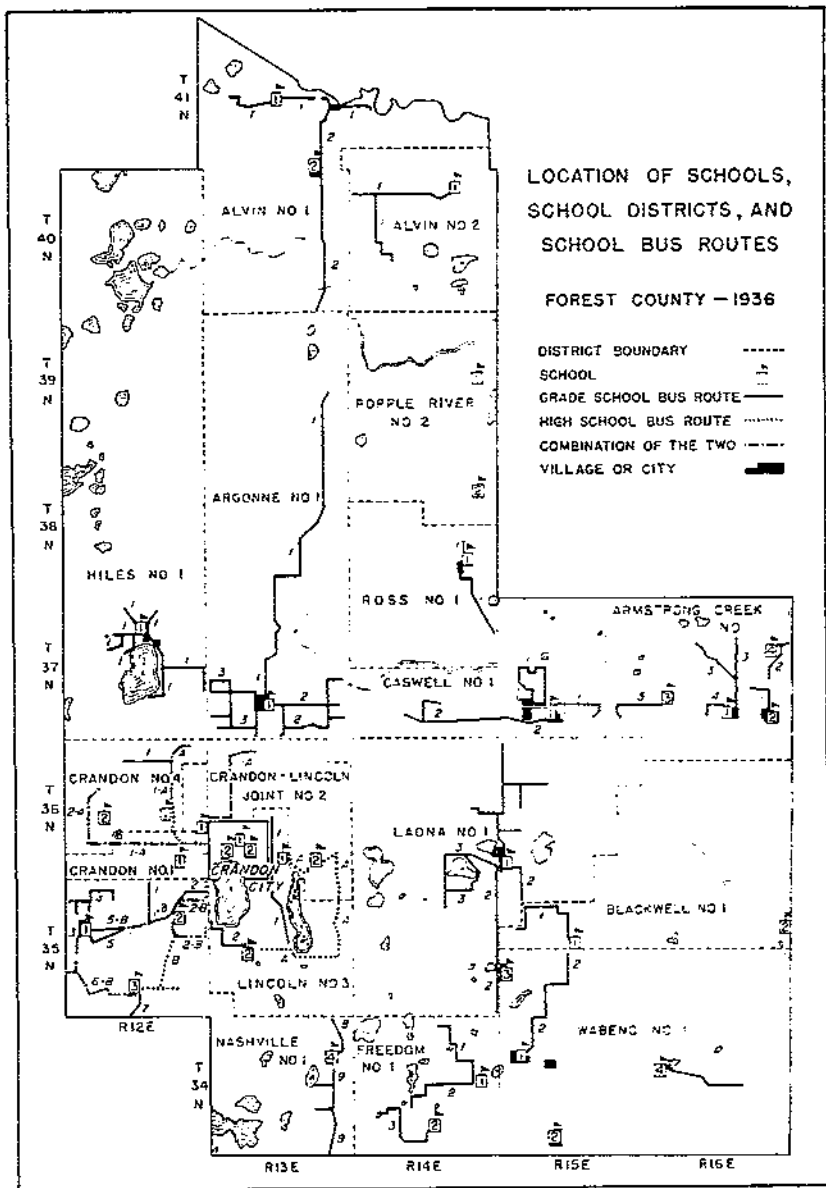 T
41
N
T
40
N
T
39
N
T
38
N
T
37
N
T
36
N
T
35
N
T
34
N
LOCATION OF SCHOOLS,
SCHOOL DISTRICTS, AND
SCHOOL BUS ROUTES
FOREST COUNTY — 1936
DISTRICT BOUNDARY
SCHOOL
GRADE SCHOOL BUS ROUTE
HIGH SCHOOL BUS ROUTE
COMBINATION OF THE TWO
VILLAGE OR CITY
ALVIN NO 1
ALVIN NO 2
POPPLE RIVER
NO 2
ARGONNE NO 1
HILES NO 1
ROSS NO 1
ARMSTRONG CREEK
NO
CASWELL NO 1
CRANDON NO 4
CRANDON-LINCOLN
JOINT NO 2
LAONA NO 1
CRANDON NO 1
CRANDON
CITY
BLACKWELL NO 1
LINCOLN NO 3
NASHVILLE
NO 1
FREEDOM
NO 1
WABENO NO 1
R12E
R13E
R14E
R15E
R16E